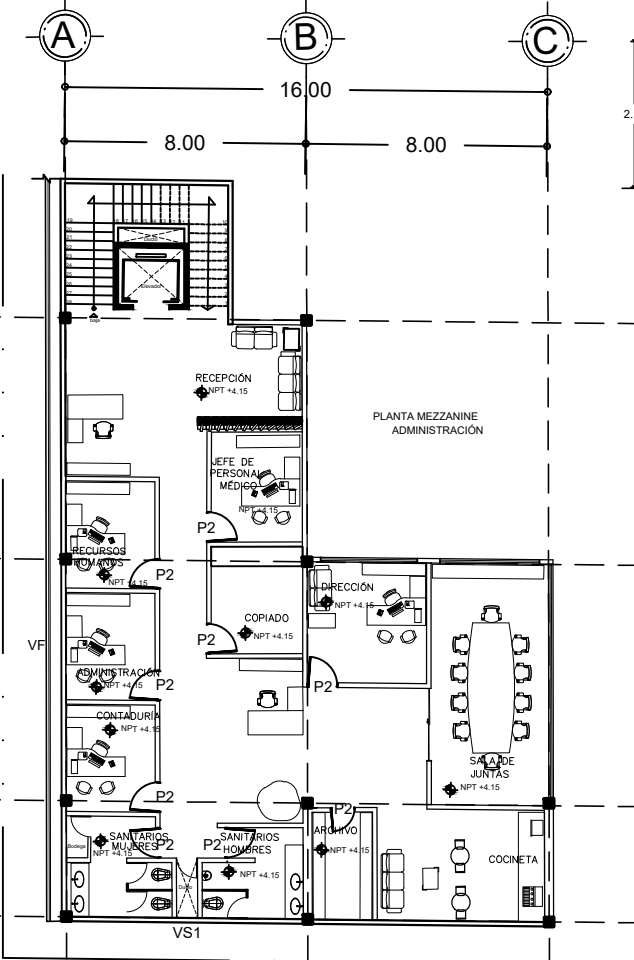 A
B
C
16.00
8.00
8.00
2.
Ducto
Elevador
baja
RECEPCIÓN
NPT +4.15
PLANTA MEZZANINE
ADMINISTRACIÓN
JEFE DE
PERSONAL
MÉDICO
NPT +4.15
P2
RECURSOS
HUMANOS
NPT +4.15
P2
DIRECCIÓN
NPT +4.15
COPIADO
NPT +4.15
P2
VF
ADMINISTRACIÓN
NPT +4.15
P2
P2
CONTADURÍA
NPT +4.15
SALA DE
JUNTAS
NPT +4.15
P2
P2
SANITARIOS
MUJERES
NPT +4.15
P2
P2
SANITARIOS
HOMBRES
NPT +4.15
ARCHIVO
NPT +4.15
COCINETA
Bodega
Ducto
VS1